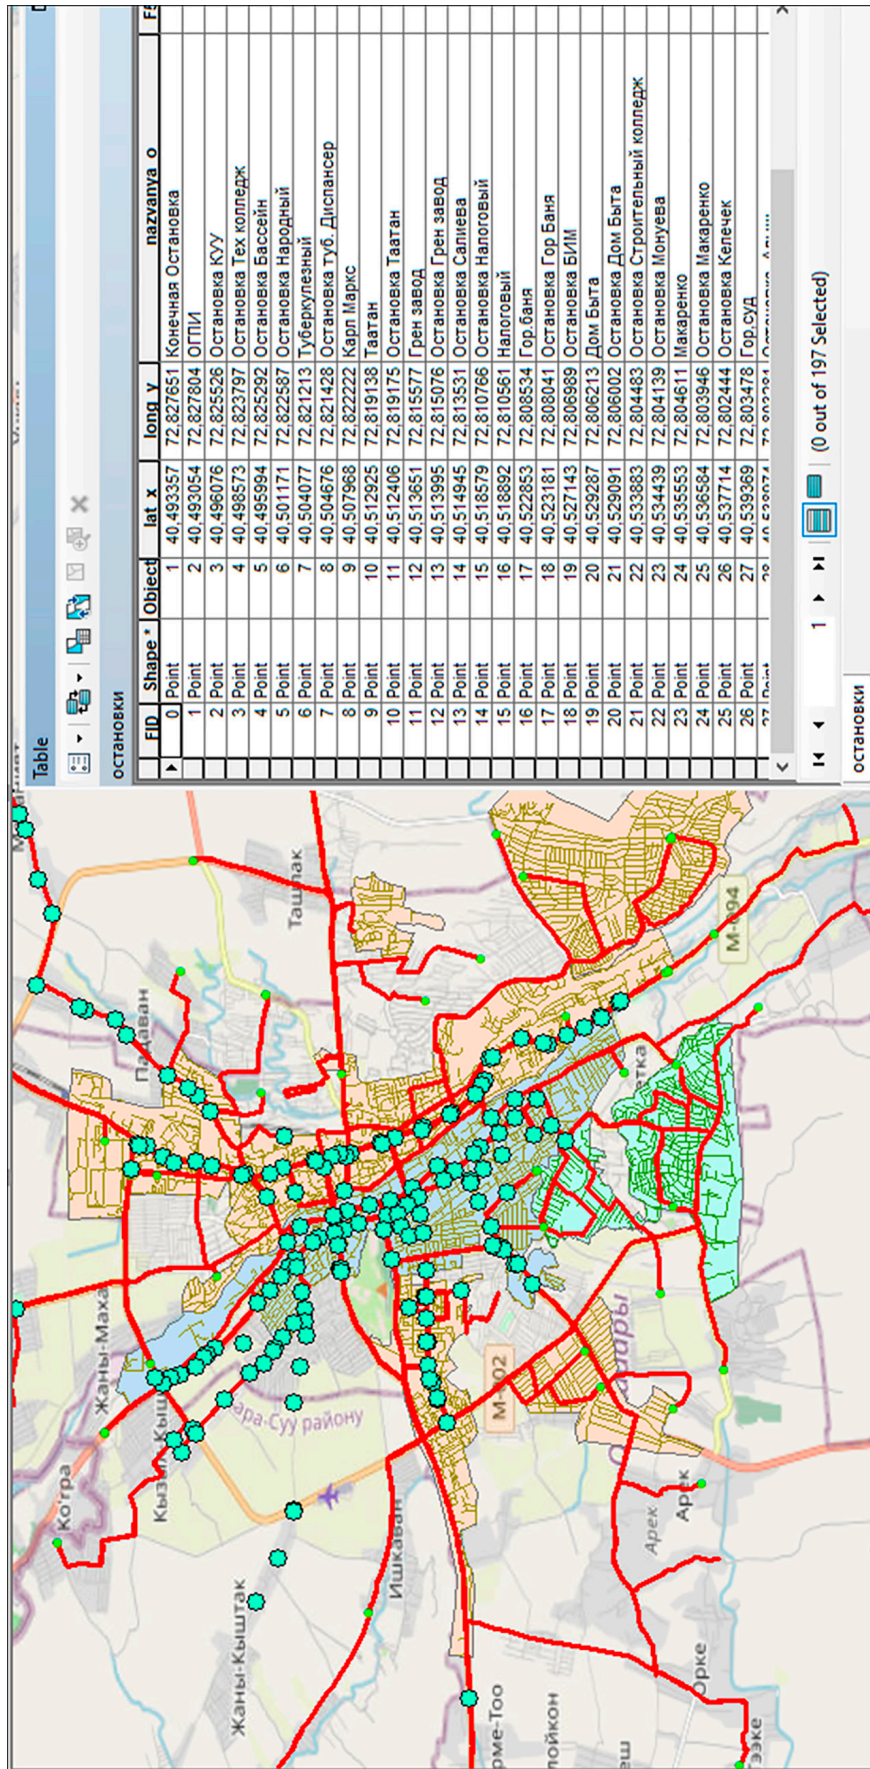 Table
остановки
FID Shape * Object lat_x long_y nazvanya_o
0 Point 1 40,493357 72,827651 Конечная Остановка
1 Point 2 40,493054 72,827804 ОГПИ
2 Point 3 40,496076 72,825526 Остановка КУУ
3 Point 4 40,498573 72,823797 Остановка Тех колледж
4 Point 5 40,495994 72,825292 Остановка Бассейн
5 Point 6 40,501171 72,822587 Остановка Народный
6 Point 7 40,504077 72,821213 Туберкулезный
7 Point 8 40,504676 72,821428 Остановка туб. Диспансер
8 Point 9 40,507968 72,822222 Карл Маркс
9 Point 10 40,512925 72,819138 Таатан
10 Point 11 40,512406 72,819175 Остановка Таатан
11 Point 12 40,513651 72,815577 Грен завод
12 Point 13 40,513995 72,815076 Остановка Грен завод
13 Point 14 40,514945 72,813531 Остановка Салиева
14 Point 15 40,518579 72,810766 Остановка Налоговый
15 Point 16 40,518892 72,810561 Налоговый
16 Point 17 40,522853 72,808534 Гор.баня
17 Point 18 40,523181 72,808041 Остановка Гор Баня
18 Point 19 40,527143 72,806989 Остановка БИМ
19 Point 20 40,529287 72,806213 Дом Быта
20 Point 21 40,529091 72,806002 Остановка Дом Быта
21 Point 22 40,533883 72,804483 Остановка Строительный колледж
22 Point 23 40,534439 72,804139 Остановка Монуева
23 Point 24 40,535553 72,804611 Макаренко
24 Point 25 40,536584 72,803946 Остановка Макаренко
25 Point 26 40,537714 72,802444 Остановка Келечек
26 Point 27 40,539369 72,803478 Гор.суд
1 (0 out of 197 Selected)
остановки
Ташлак
Падаван
М-094
Жаны-Маха
Ко'гра
Кызыл-Кыш
ара-Суу району
М-002
Жаны-Кыштак
Ишкаван
Арек
Арек
Орке
рме-Тоо
лойкон
еш
гээке
етка